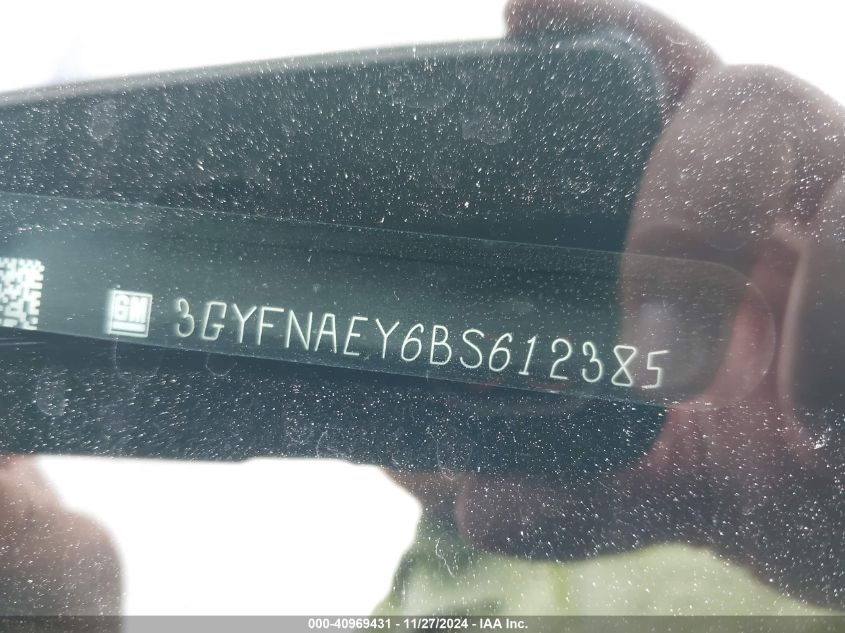 GM 3GYFNAEY6BS612385
000-40969431 - 11/27/2024 - IAA Inc.